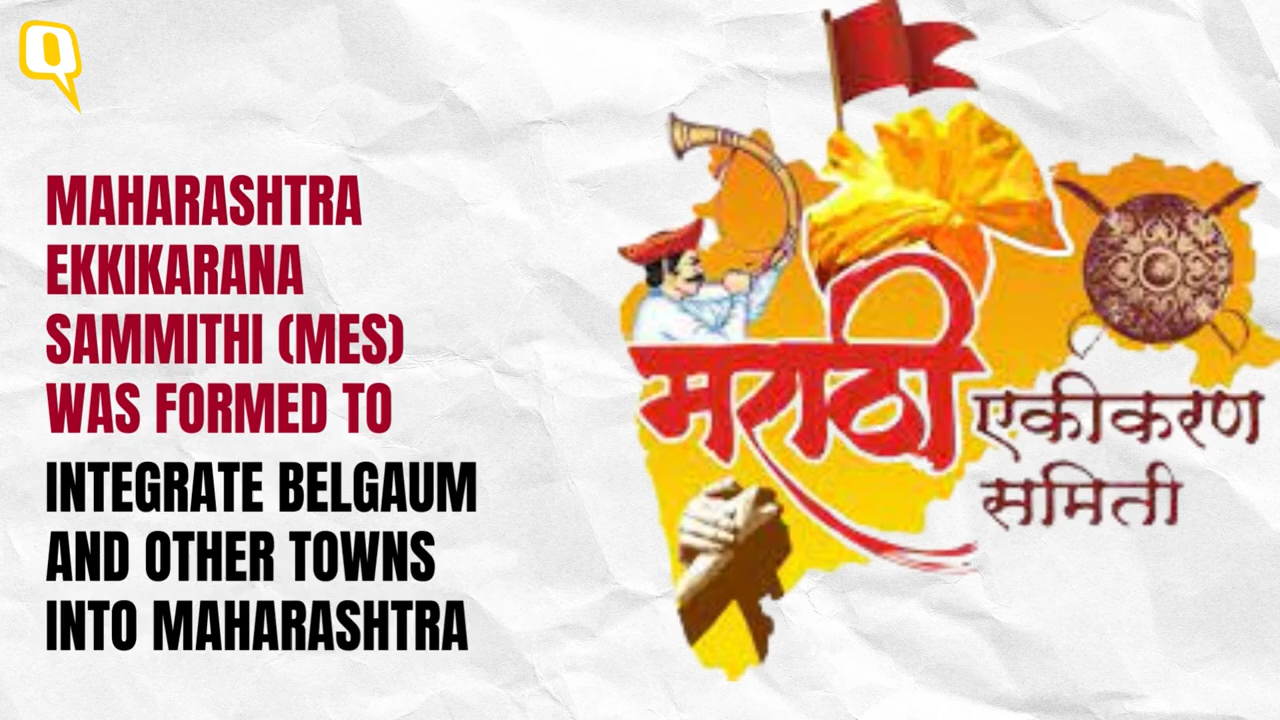 MAHARASHTRA
EKKIKARANA
SAMMITHI (MES)
WAS FORMED TO
INTEGRATE BELGAUM
AND OTHER TOWNS
INTO MAHARASHTRA
मराठी
एकीकरण
समिती